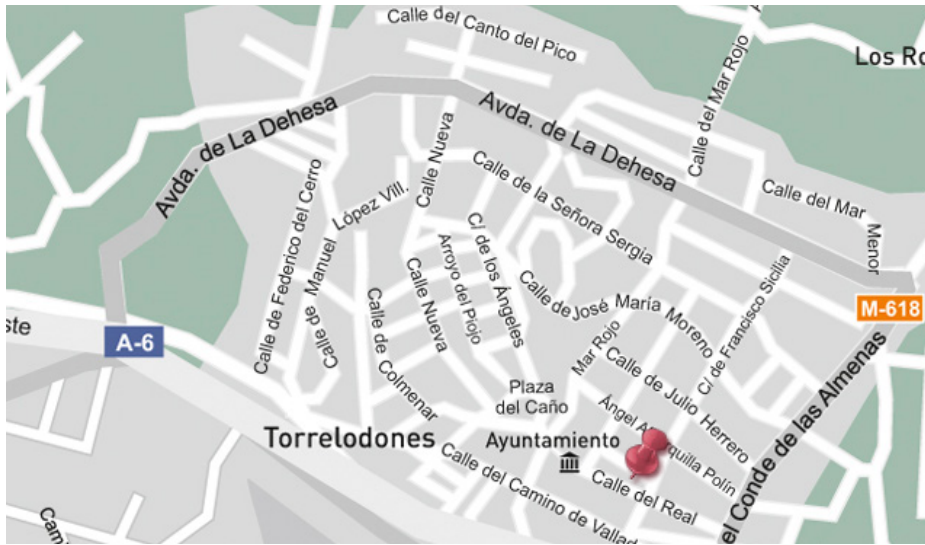 Calle del Canto del Pico
Calle del Mar Rojo
Los Ro
Avda. de La Dehesa
Avda. de La Dehesa
Calle Nueva
Calle de la Señora Sergia
Calle del Mar Menor
López Vill.
Calle de Manuel
Calle de Federico del Cerro
C/ de los Ángeles
Arroyo del Piojo
Calle Nueva
Calle de José María Moreno
C/ de Francisco Sicilia
M-618
este
A-6
Calle de Colmenar
Mar Rojo
Calle de Julio Herrero
el Conde de las Almenas
Plaza
del Caño
Ángel
quilla Polín
Torrelodones
Ayuntamiento
Calle del Real
Calle del Camino de Vallad
Cami